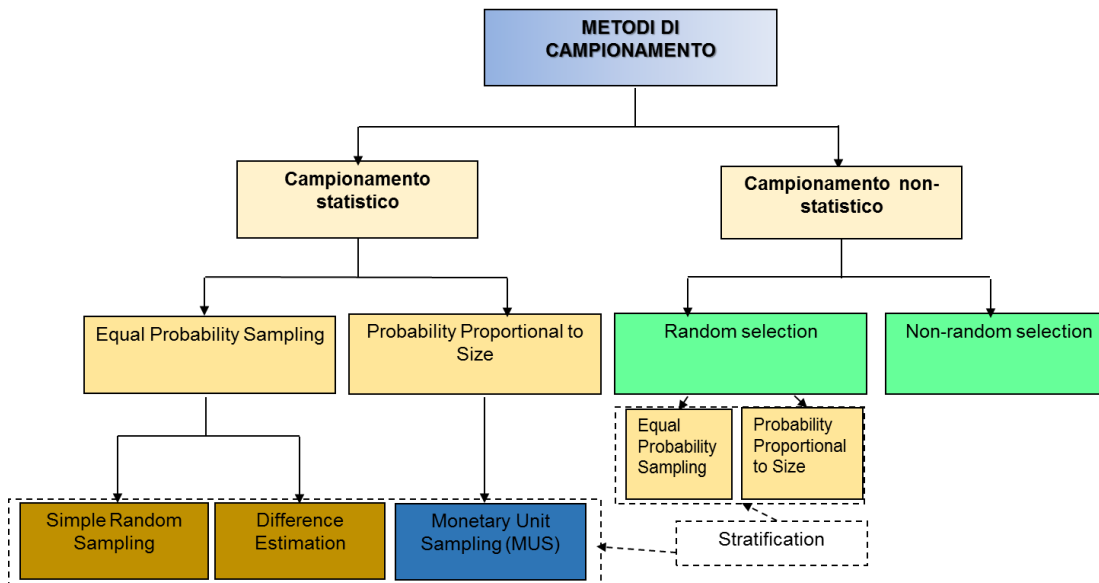 METODI DI
CAMPIONAMENTO
Campionamento
statistico
Campionamento non-
statistico
Equal Probability Sampling
Probability Proportional to
Size
Random selection
Non-random selection
Equal
Probability
Sampling
Probability
Proportional
to Size
Simple Random
Sampling
Difference
Estimation
Monetary Unit
Sampling (MUS)
Stratification